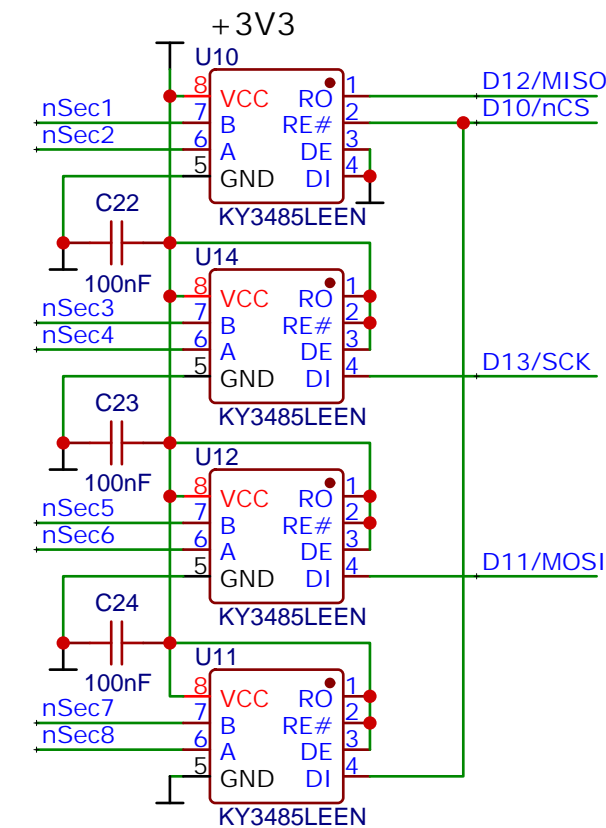 +3V3
U10
8 VCC RO 1 D12/MISO
nSec1 7 B RE# 2 D10/nCS
nSec2 6 A DE 3
5 GND DI 4
KY3485LEEN
C22
100nF
U14
8 VCC RO 1
nSec3 7 B RE# 2
nSec4 6 A DE 3
5 GND DI 4 D13/SCK
KY3485LEEN
C23
100nF
U12
8 VCC RO 1
nSec5 7 B RE# 2
nSec6 6 A DE 3
5 GND DI 4 D11/MOSI
KY3485LEEN
C24
100nF
U11
8 VCC RO 1
nSec7 7 B RE# 2
nSec8 6 A DE 3
5 GND DI 4
KY3485LEEN